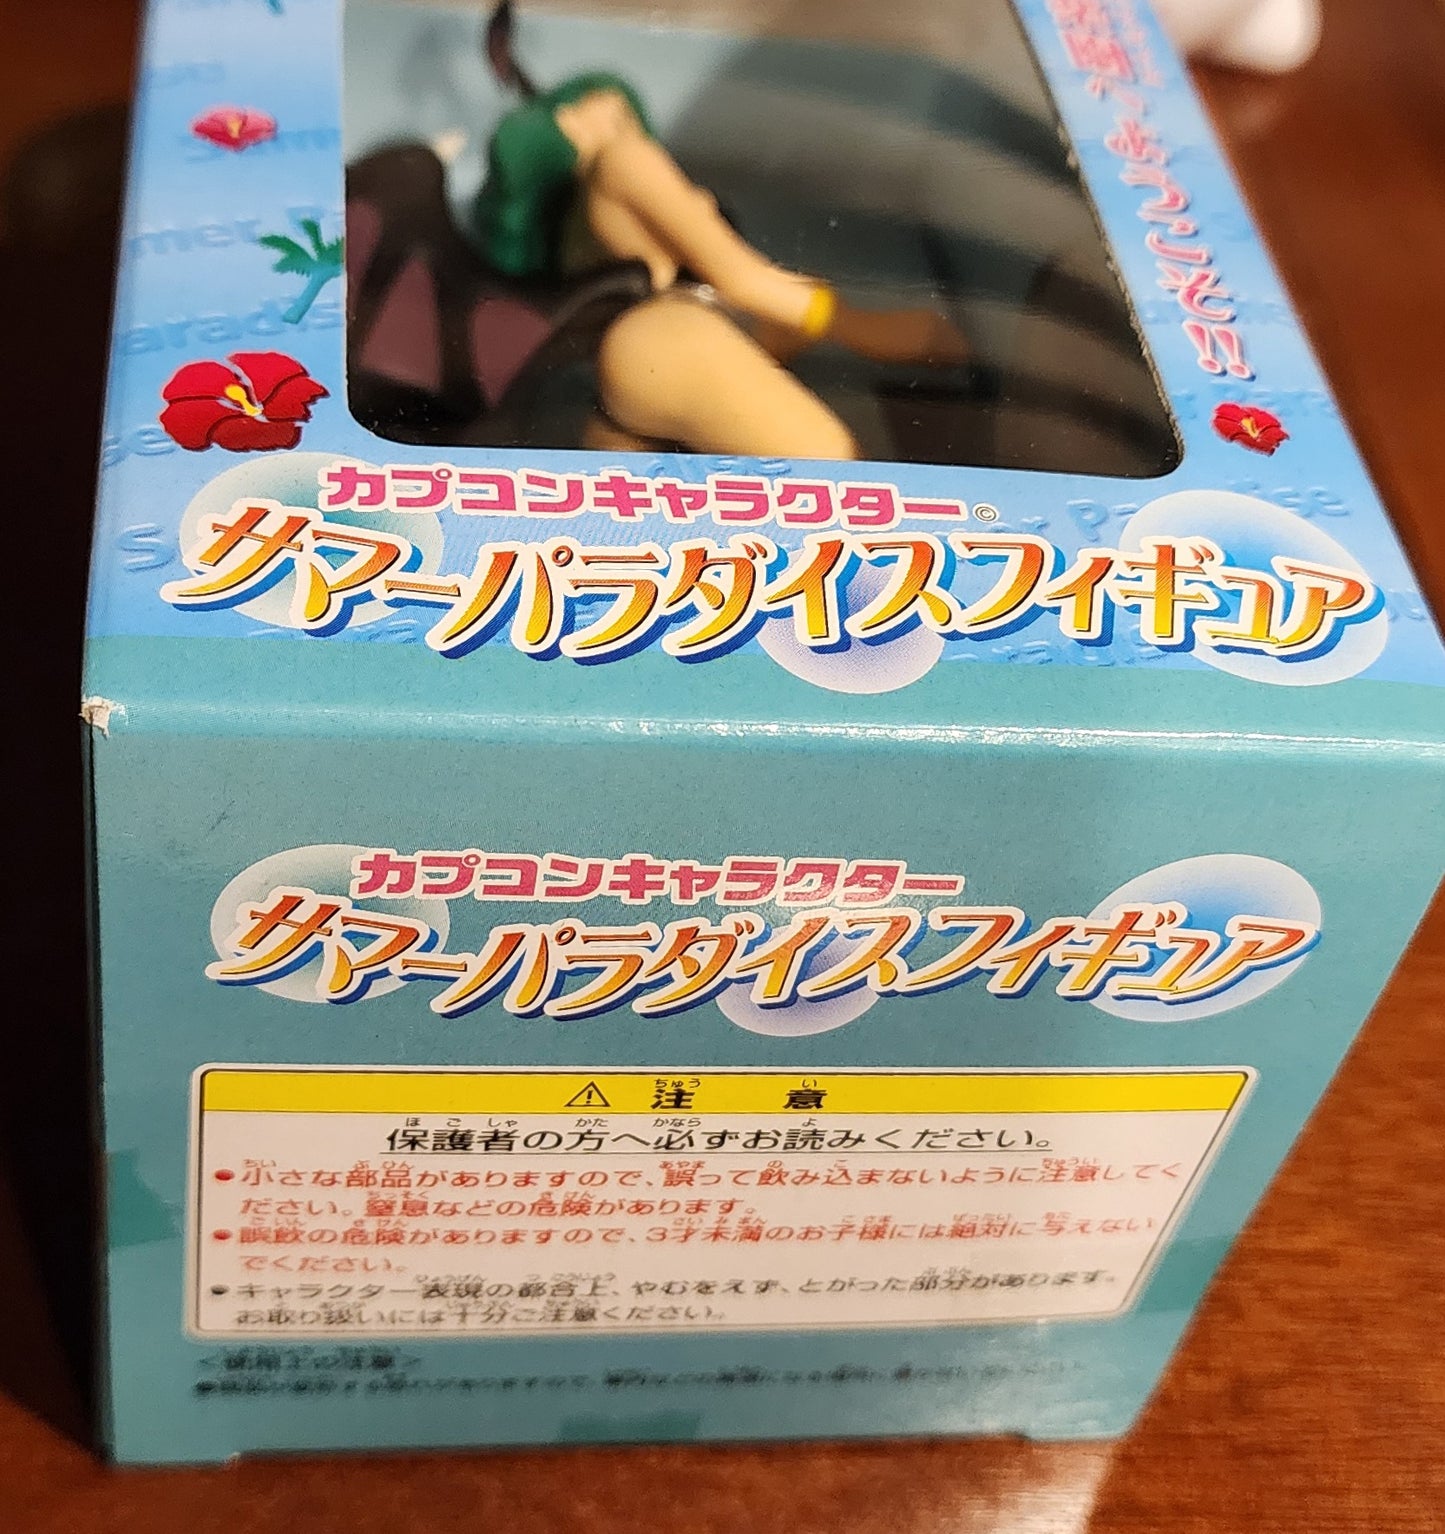 カプコンキャラクター©
サマーパラダイスフィギュア
カプコンキャラクター
サマーパラダイスフィギュア
⚠ 注意
保護者の方へ必ずお読みください。
●小さな部品がありますので、誤って飲み込まないように注意してく
ださい。窒息などの危険があります。
●誤飲の危険がありますので、3才未満のお子様には絶対に与えない
でください。
●キャラクター表現の都合上、やむをえず、とがった部分があります。
お取り扱いには十分ご注意ください。
<使用上の注意>